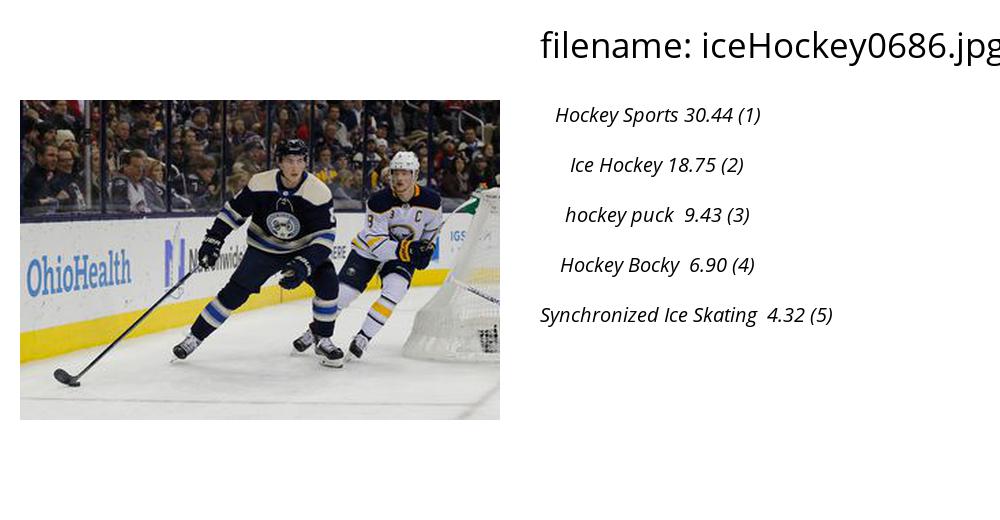 filename: iceHockey0686.jpg
Hockey Sports 30.44 (1)
Ice Hockey 18.75 (2)
hockey puck 9.43 (3)
Hockey Bocky 6.90 (4)
Synchronized Ice Skating 4.32 (5)
OhioHealth
Nationwide
C
9